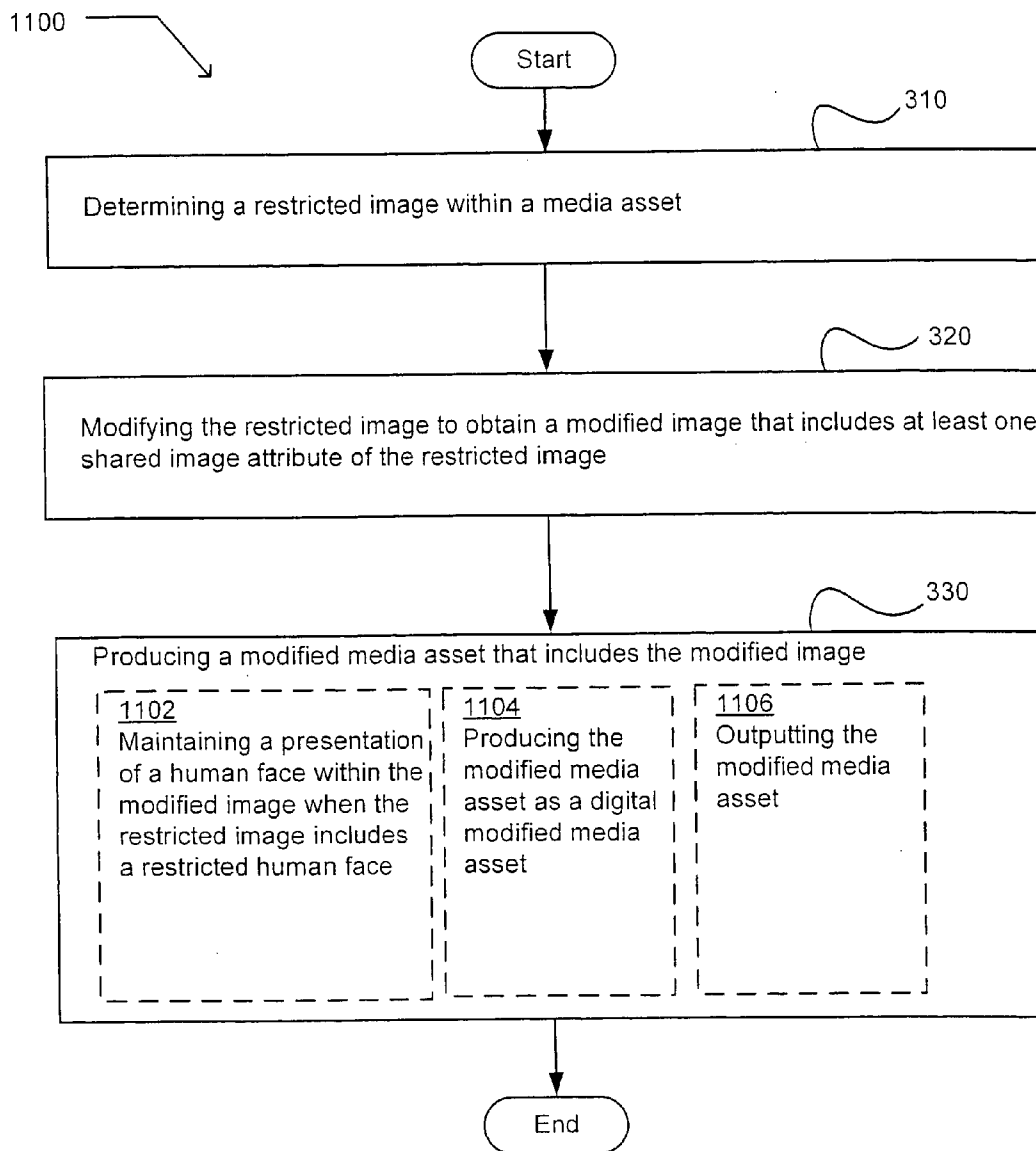 1100
Start
310
Determining a restricted image within a media asset
320
Modifying the restricted image to obtain a modified image that includes at least one
shared image attribute of the restricted image
330
Producing a modified media asset that includes the modified image
1102
Maintaining a presentation
of a human face within the
modified image when the
restricted image includes
a restricted human face
1104
Producing the
modified media
asset as a digital
modified media
asset
1106
Outputting the
modified media
asset
End